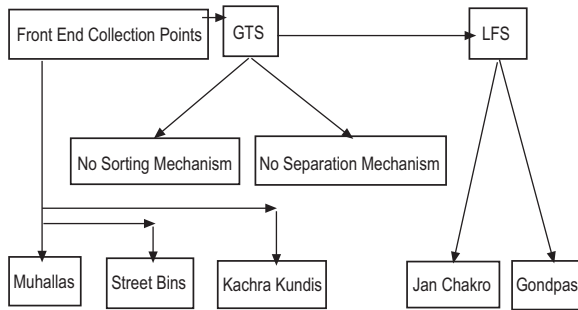 Front End Collection Points
GTS
LFS
No Sorting Mechanism
No Separation Mechanism
Muhallas
Street Bins
Kachra Kundis
Jan Chakro
Gondpas